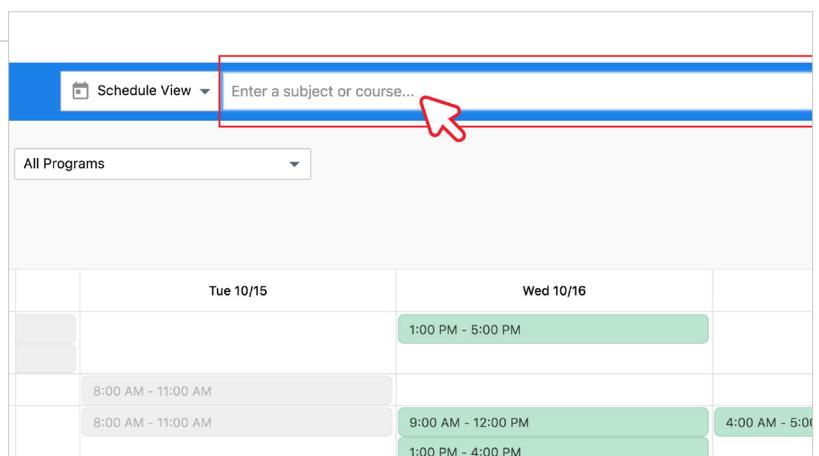 Schedule View
Enter a subject or course...
All Programs
Tue 10/15
Wed 10/16
1:00 PM - 5:00 PM
8:00 AM - 11:00 AM
8:00 AM - 11:00 AM
9:00 AM - 12:00 PM
4:00 AM - 5:00
1:00 PM - 4:00 PM